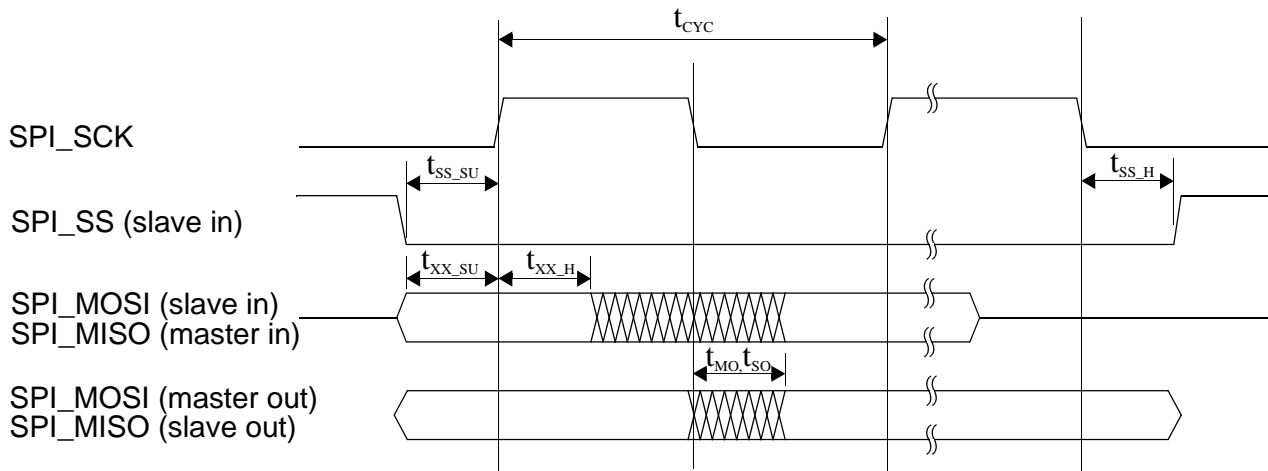 tCYC
SPI_SCK
tSS_SU
tSS_H
SPI_SS (slave in)
tXX_SU
tXX_H
SPI_MOSI (slave in)
SPI_MISO (master in)
tMO,tSO
SPI_MOSI (master out)
SPI_MISO (slave out)